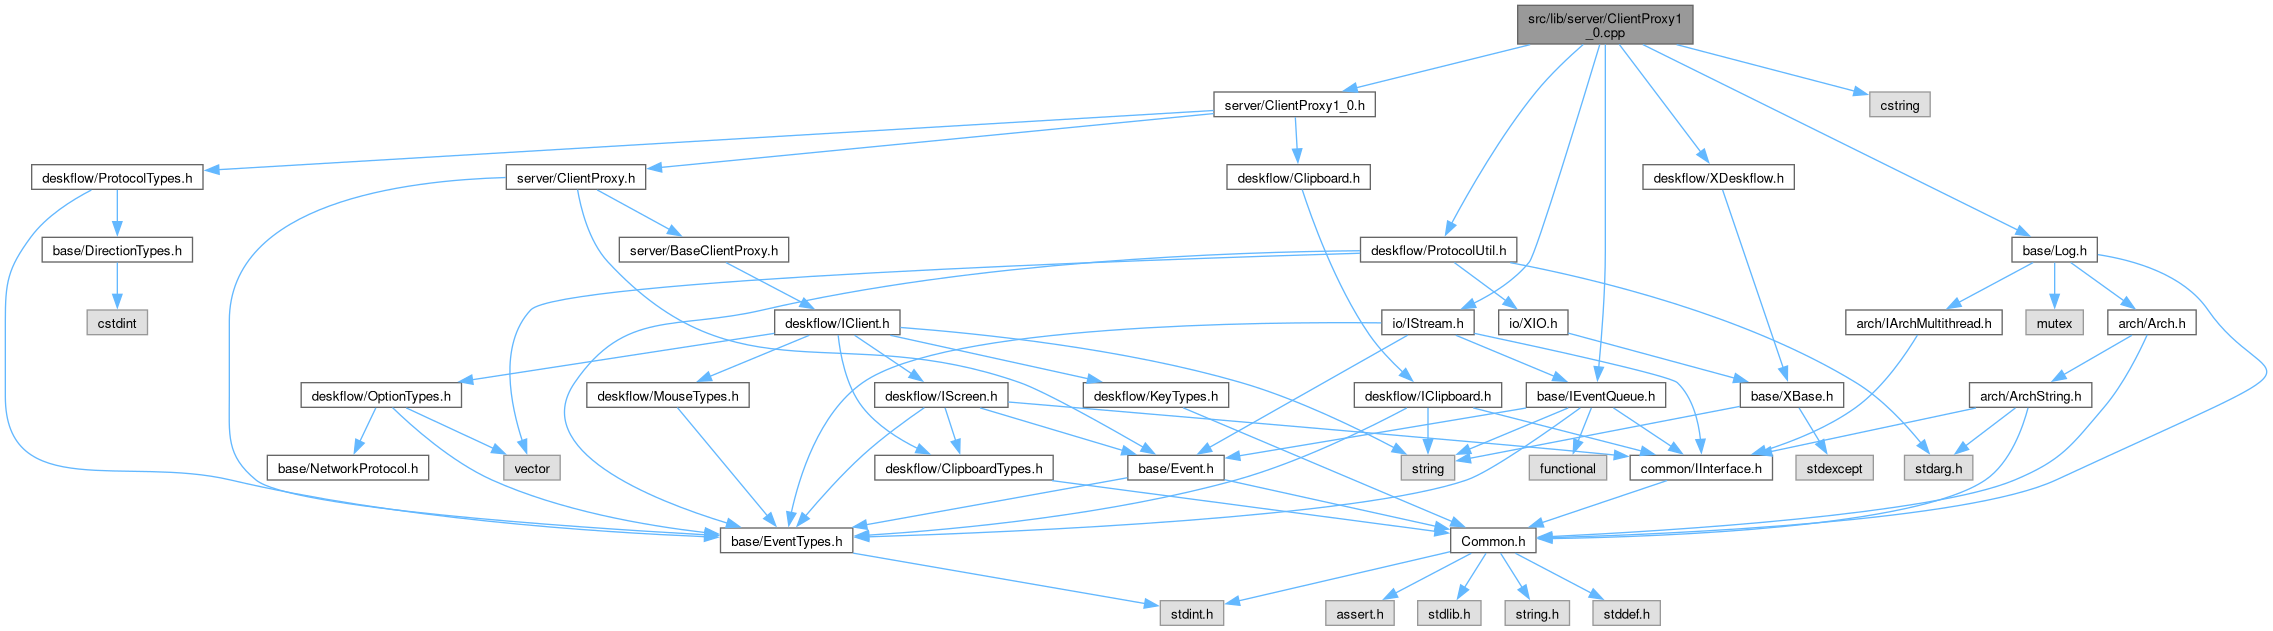 src/lib/server/ClientProxy1
_0.cpp
server/ClientProxy1_0.h
cstring
deskflow/ProtocolTypes.h
server/ClientProxy.h
deskflow/Clipboard.h
deskflow/XDeskflow.h
base/DirectionTypes.h
server/BaseClientProxy.h
deskflow/ProtocolUtil.h
base/Log.h
cstdint
deskflow/IClient.h
io/IStream.h
io/XIO.h
arch/IArchMultithread.h
mutex
arch/Arch.h
deskflow/OptionTypes.h
deskflow/MouseTypes.h
deskflow/IScreen.h
deskflow/KeyTypes.h
deskflow/IClipboard.h
base/IEventQueue.h
base/XBase.h
arch/ArchString.h
base/NetworkProtocol.h
vector
deskflow/ClipboardTypes.h
base/Event.h
string
functional
common/IInterface.h
stdexcept
stdarg.h
base/EventTypes.h
Common.h
stdint.h
assert.h
stdlib.h
string.h
stddef.h